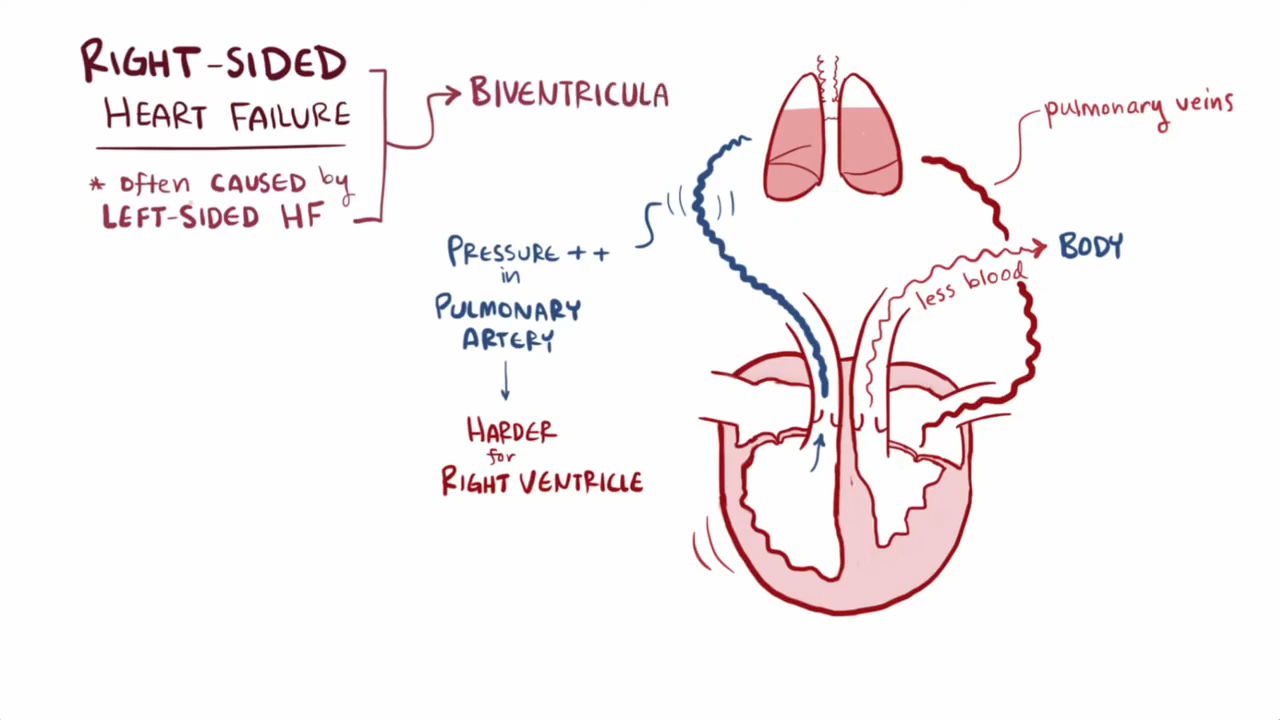 RIGHT-SIDED
HEART FAILURE
* often CAUSED by
LEFT-SIDED HF
BIVENTRICULA
PRESSURE ++
in
PULMONARY
ARTERY
HARDER
for
RIGHT VENTRICLE
pulmonary veins
BODY
less blood